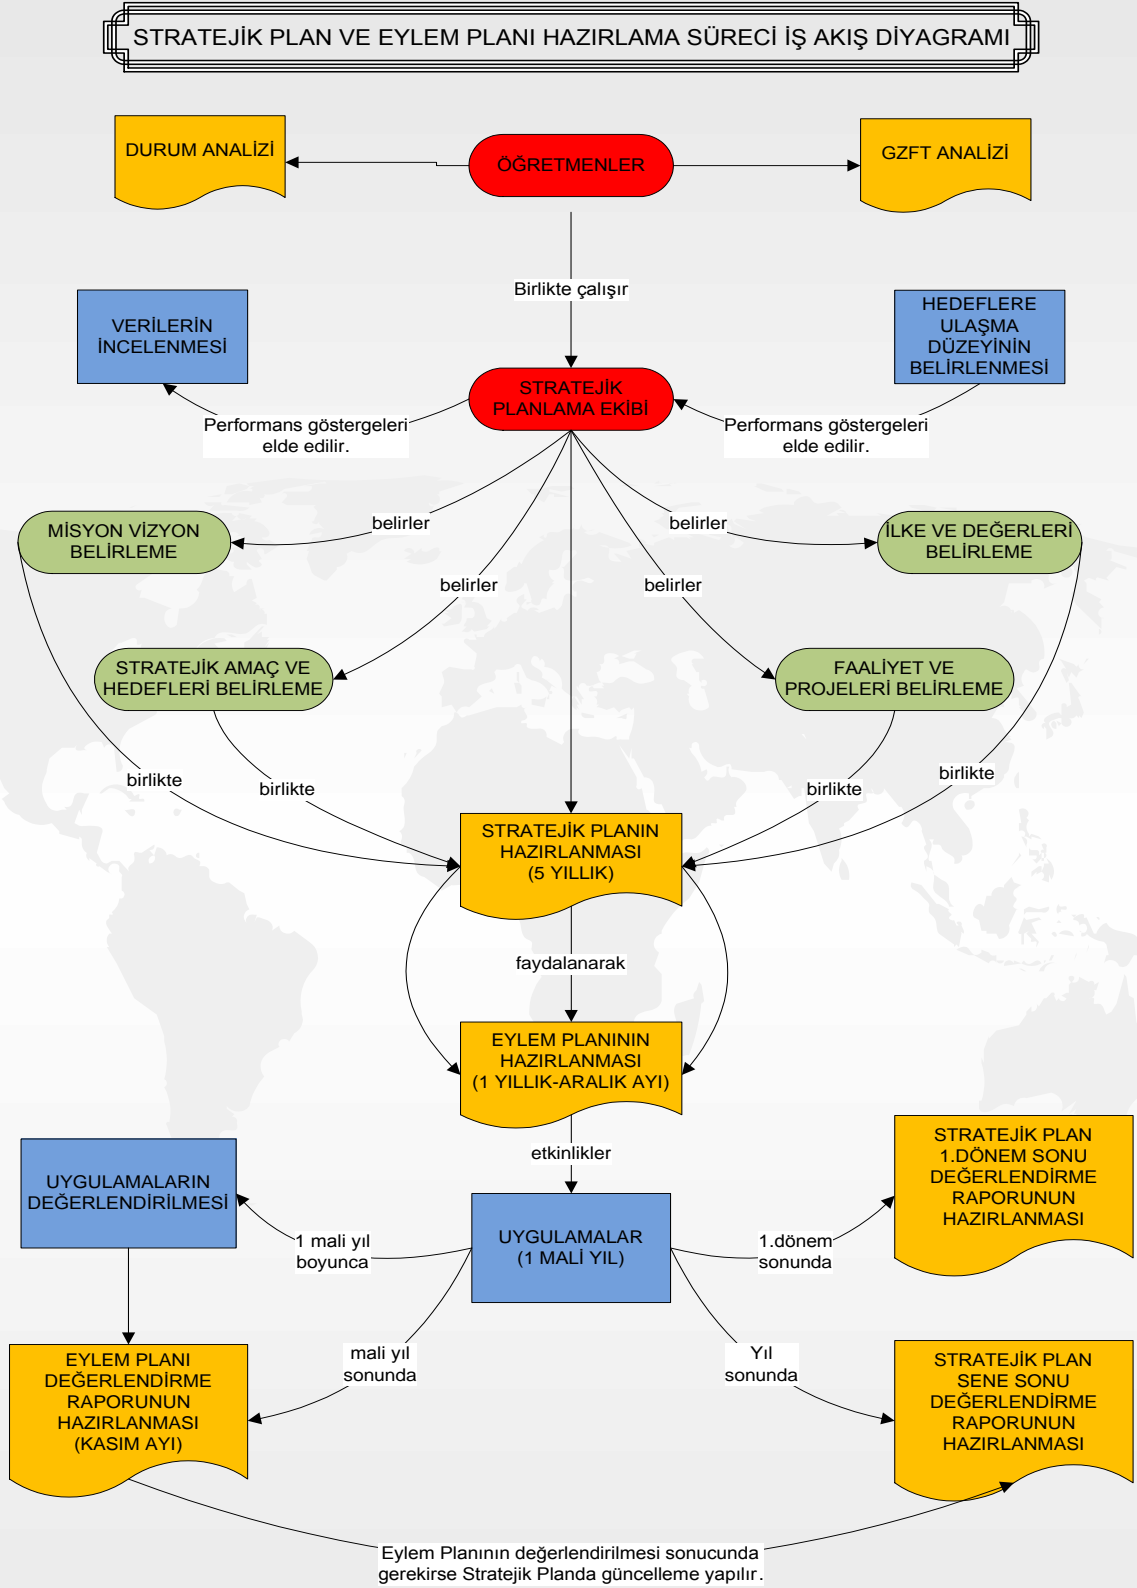 STRATEJİK PLAN VE EYLEM PLANI HAZIRLAMA SÜRECİ İŞ AKIŞ DİYAGRAMI
DURUM ANALİZİ
ÖĞRETMENLER
GZFT ANALİZİ
Birlikte çalışır
VERİLERİN
İNCELENMESİ
HEDEFLERE
ULAŞMA
DÜZEYİNİN
BELİRLENMESİ
STRATEJİK
PLANLAMA EKİBİ
Performans göstergeleri
elde edilir.
Performans göstergeleri
elde edilir.
MİSYON VİZYON
BELİRLEME
belirler
belirler
İLKE VE DEĞERLERİ
BELİRLEME
belirler
belirler
STRATEJİK AMAÇ VE
HEDEFLERİ BELİRLEME
FAALİYET VE
PROJELERİ BELİRLEME
birlikte
birlikte
birlikte
birlikte
STRATEJİK PLANIN
HAZIRLANMASI
(5 YILLIK)
faydalanarak
EYLEM PLANININ
HAZIRLANMASI
(1 YILLIK-ARALIK AYI)
etkinlikler
UYGULAMALARIN
DEĞERLENDİRİLMESİ
STRATEJİK PLAN
1.DÖNEM SONU
DEĞERLENDİRME
RAPORUNUN
HAZIRLANMASI
1 mali yıl
boyunca
UYGULAMALAR
(1 MALİ YIL)
1.dönem
sonunda
mali yıl
sonunda
Yıl
sonunda
EYLEM PLANI
DEĞERLENDİRME
RAPORUNUN
HAZIRLANMASI
(KASIM AYI)
STRATEJİK PLAN
SENE SONU
DEĞERLENDİRME
RAPORUNUN
HAZIRLANMASI
Eylem Planının değerlendirilmesi sonucunda
gerekirse Stratejik Planda güncelleme yapılır.